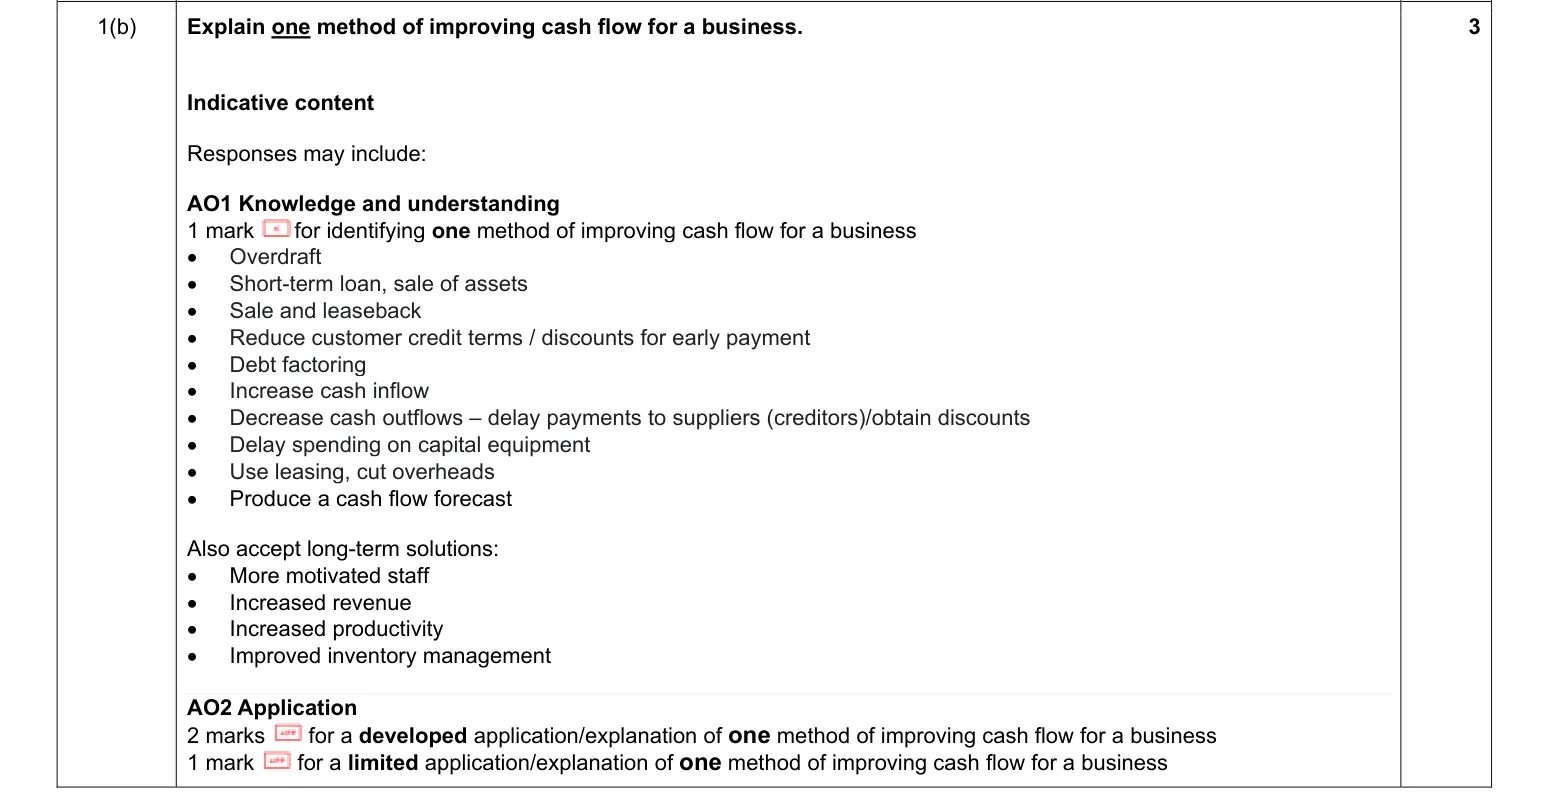 1(b) Explain one method of improving cash flow for a business. 3
Indicative content
Responses may include:
AO1 Knowledge and understanding
1 mark for identifying one method of improving cash flow for a business
• Overdraft
• Short-term loan, sale of assets
• Sale and leaseback
• Reduce customer credit terms / discounts for early payment
• Debt factoring
• Increase cash inflow
• Decrease cash outflows – delay payments to suppliers (creditors)/obtain discounts
• Delay spending on capital equipment
• Use leasing, cut overheads
• Produce a cash flow forecast
Also accept long-term solutions:
• More motivated staff
• Increased revenue
• Increased productivity
• Improved inventory management
AO2 Application
2 marks for a developed application/explanation of one method of improving cash flow for a business
1 mark for a limited application/explanation of one method of improving cash flow for a business